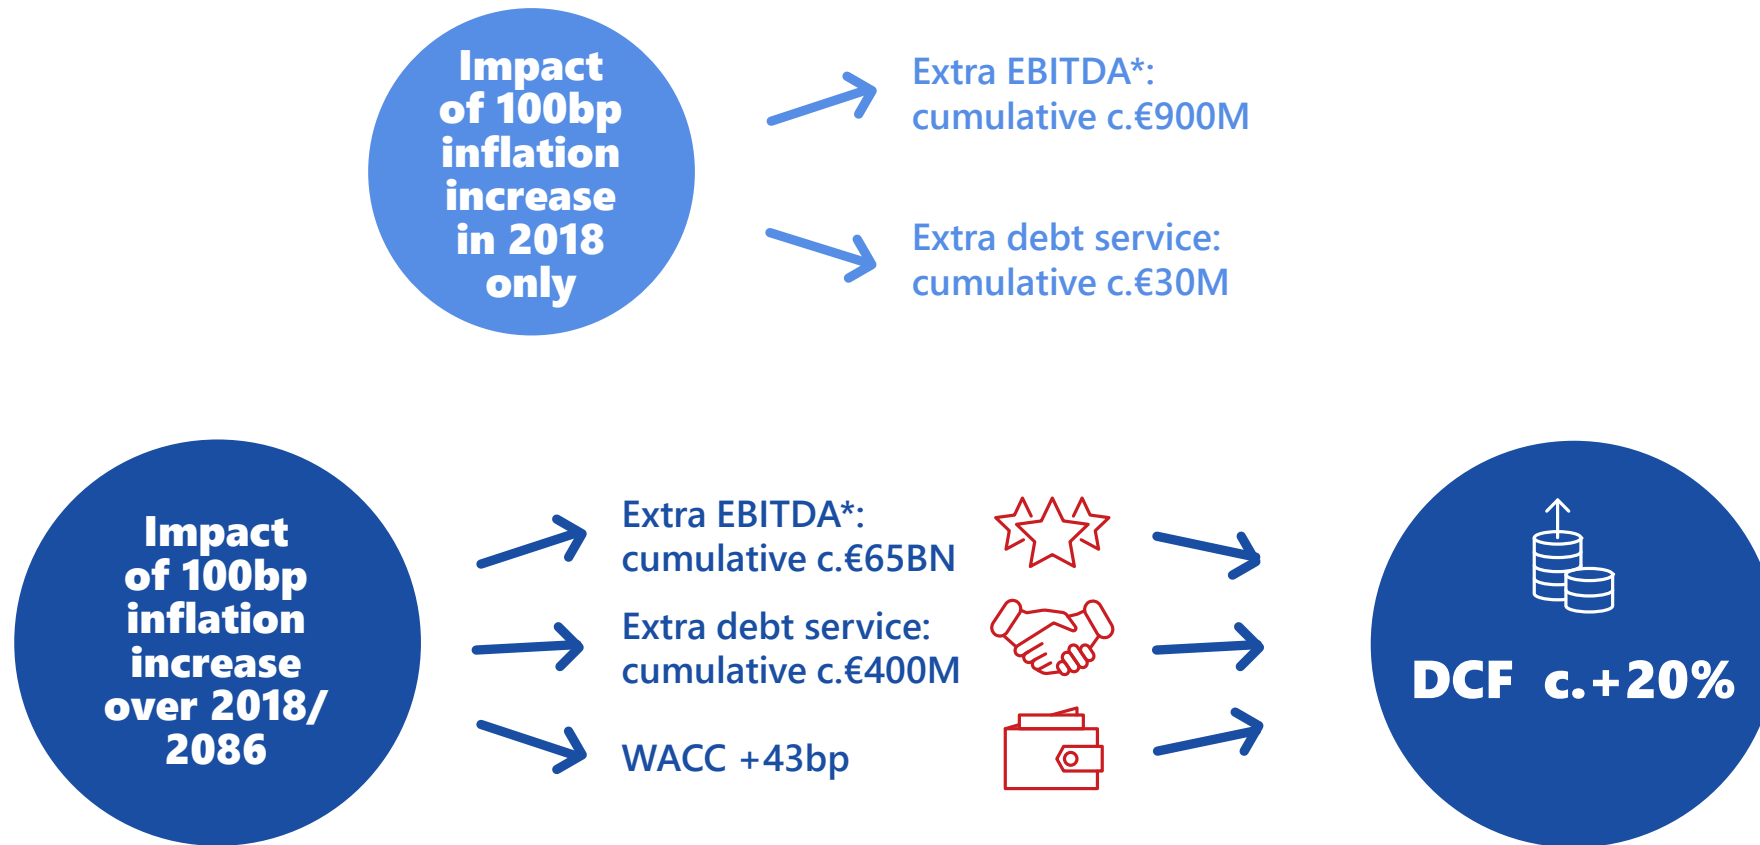 Impact
of 100bp
inflation
increase
in 2018
only
Extra EBITDA*:
cumulative c.€900M
Extra debt service:
cumulative c.€30M
Impact
of 100bp
inflation
increase
over 2018/
2086
Extra EBITDA*:
cumulative c.€65BN
Extra debt service:
cumulative c.€400M
WACC +43bp
DCF c.+20%